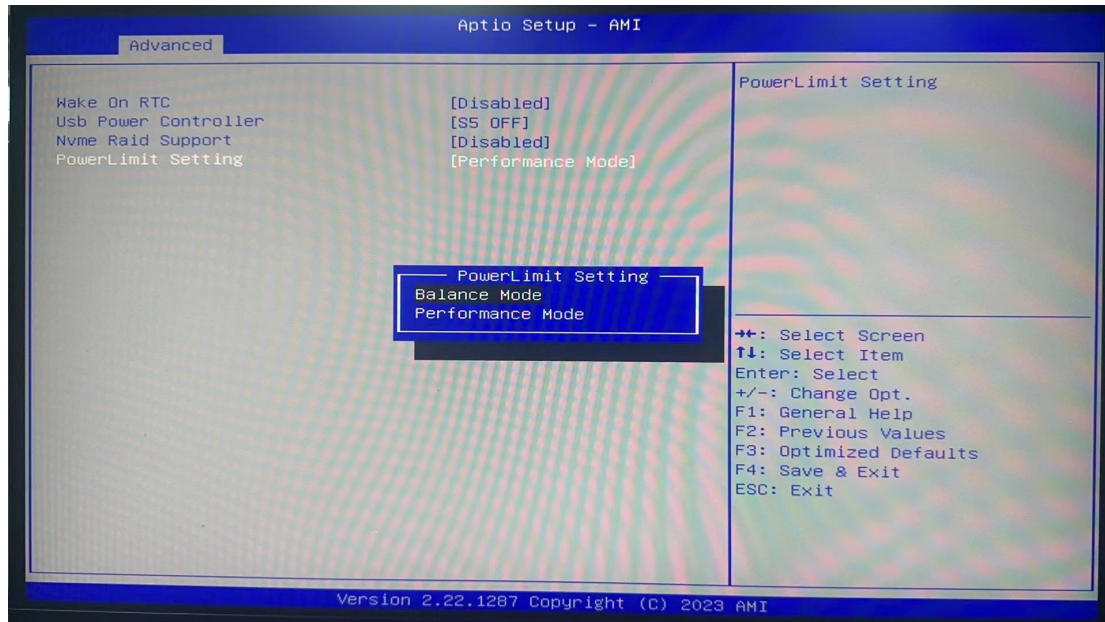 Aptio Setup – AMI
Advanced
Wake On RTC [Disabled]
Usb Power Controller [S5 OFF]
Nvme Raid Support [Disabled]
PowerLimit Setting [Performance Mode]
PowerLimit Setting
PowerLimit Setting
Balance Mode
Performance Mode
→←: Select Screen
↑↓: Select Item
Enter: Select
+/-: Change Opt.
F1: General Help
F2: Previous Values
F3: Optimized Defaults
F4: Save & Exit
ESC: Exit
Version 2.22.1287 Copyright (C) 2023 AMI